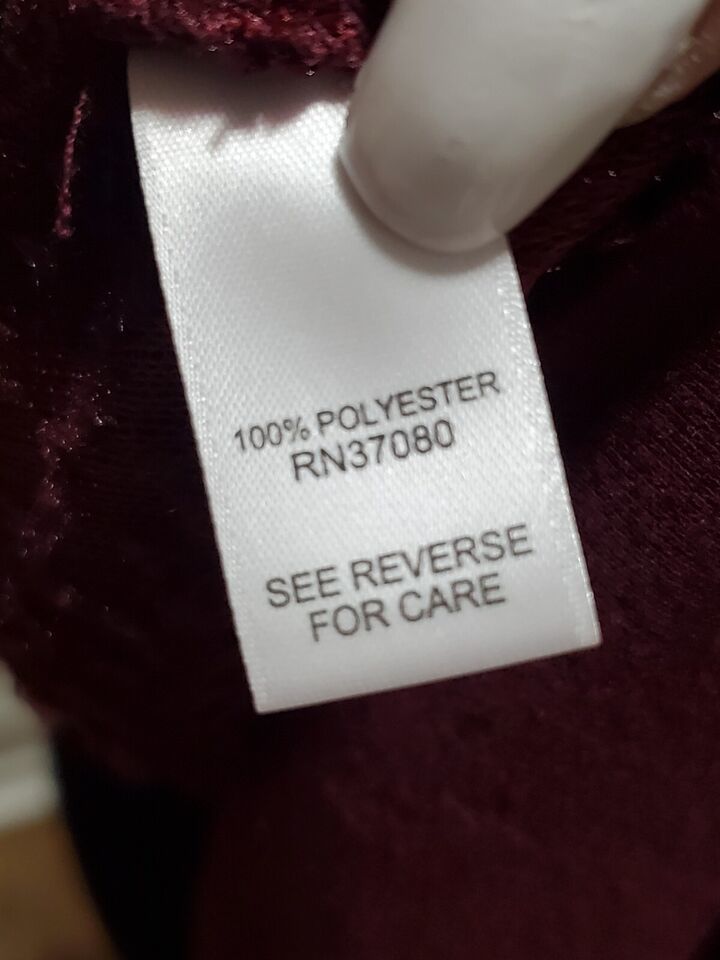 100% POLYESTER
RN37080
SEE REVERSE
FOR CARE